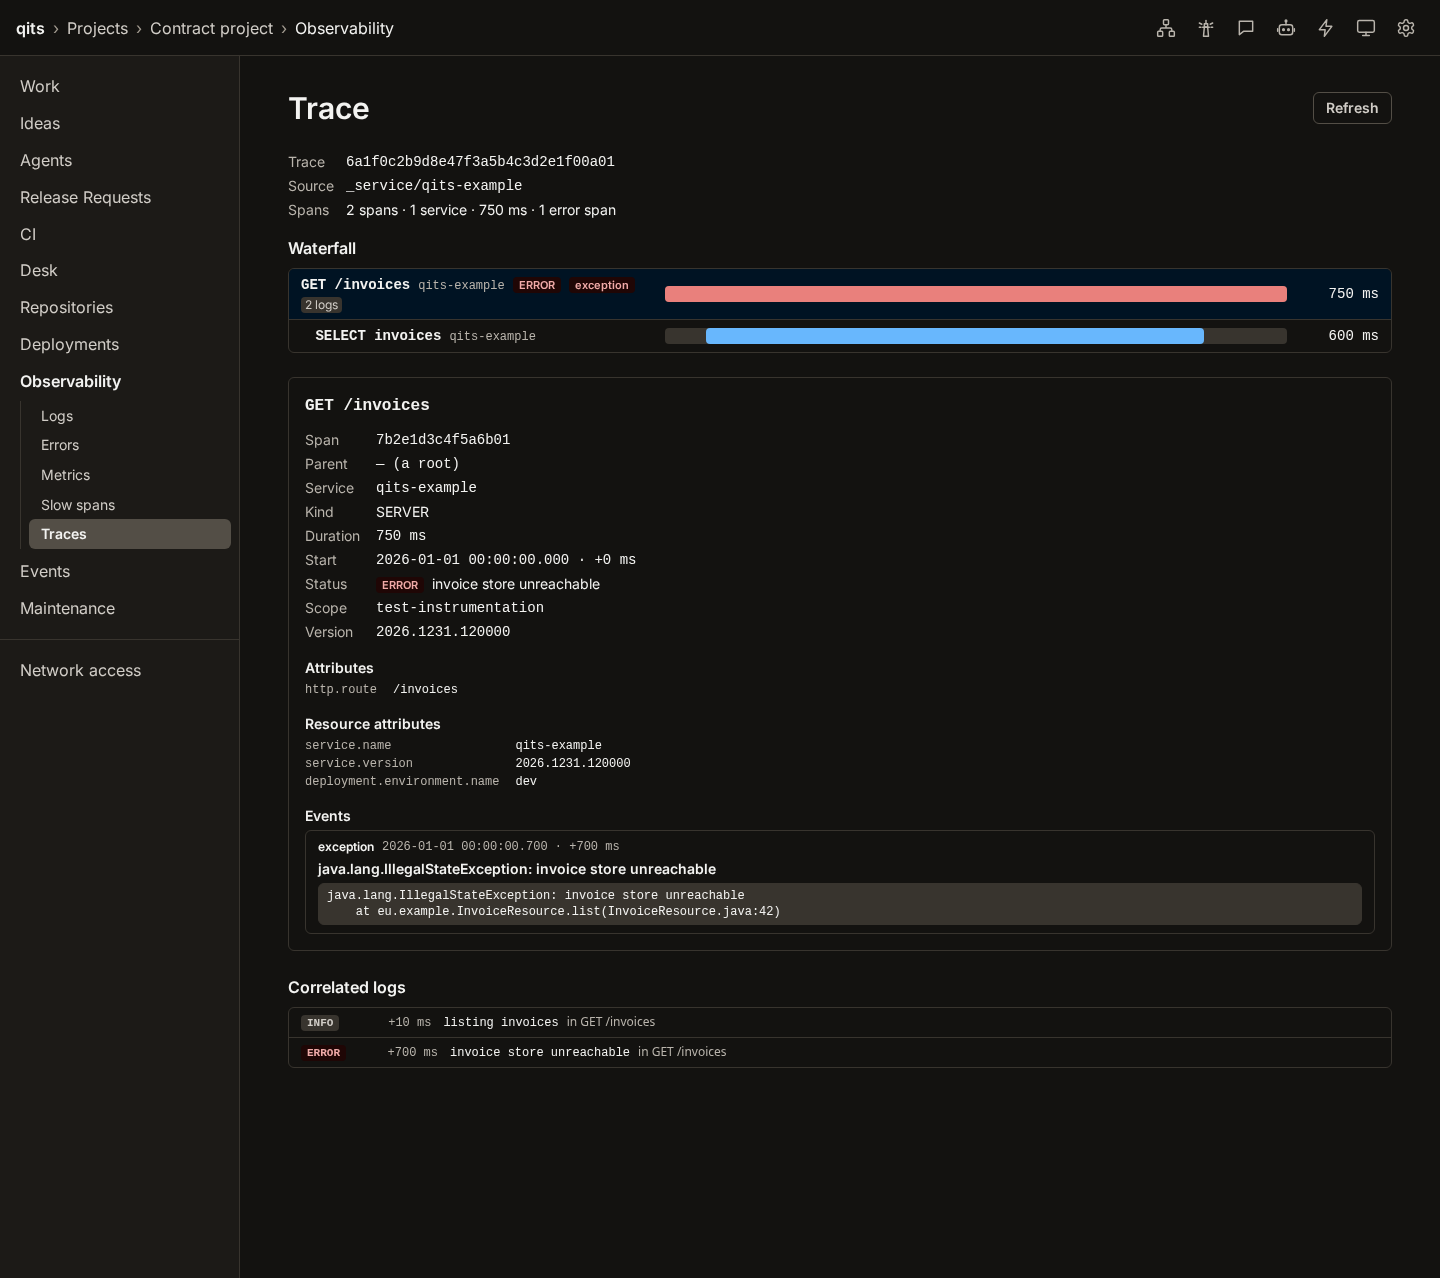 qits › Projects › Contract project › Observability
Work
Ideas
Agents
Release Requests
CI
Desk
Repositories
Deployments
Observability
Logs
Errors
Metrics
Slow spans
Traces
Events
Maintenance
Network access
Trace
Refresh
Trace 6a1f0c2b9d8e47f3a5b4c3d2e1f00a01
Source _service/qits-example
Spans 2 spans · 1 service · 750 ms · 1 error span
Waterfall
GET /invoices qits-example ERROR exception
2 logs
750 ms
SELECT invoices qits-example 600 ms
GET /invoices
Span 7b2e1d3c4f5a6b01
Parent — (a root)
Service qits-example
Kind SERVER
Duration 750 ms
Start 2026-01-01 00:00:00.000 · +0 ms
Status ERROR invoice store unreachable
Scope test-instrumentation
Version 2026.1231.120000
Attributes
http.route /invoices
Resource attributes
service.name qits-example
service.version 2026.1231.120000
deployment.environment.name dev
Events
exception 2026-01-01 00:00:00.700 · +700 ms
java.lang.IllegalStateException: invoice store unreachable
java.lang.IllegalStateException: invoice store unreachable
at eu.example.InvoiceResource.list(InvoiceResource.java:42)
Correlated logs
INFO +10 ms listing invoices in GET /invoices
ERROR +700 ms invoice store unreachable in GET /invoices